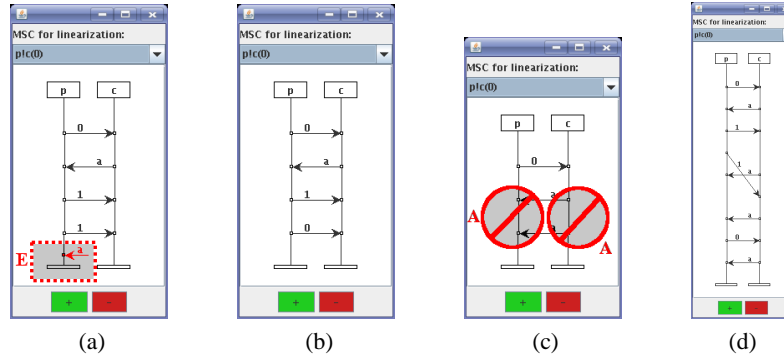 MSC for linearization:
p!c(0)
p c
0
a
1
1
a
E
+ -
(a)
MSC for linearization:
p!c(0)
p c
0
a
1
0
+ -
(b)
MSC for linearization:
p!c(0)
p c
0
a
A
a
A
+ -
(c)
MSC for linearization:
p!c(0)
p c
0
a
1
1
a
a
0
a
+ -
(d)